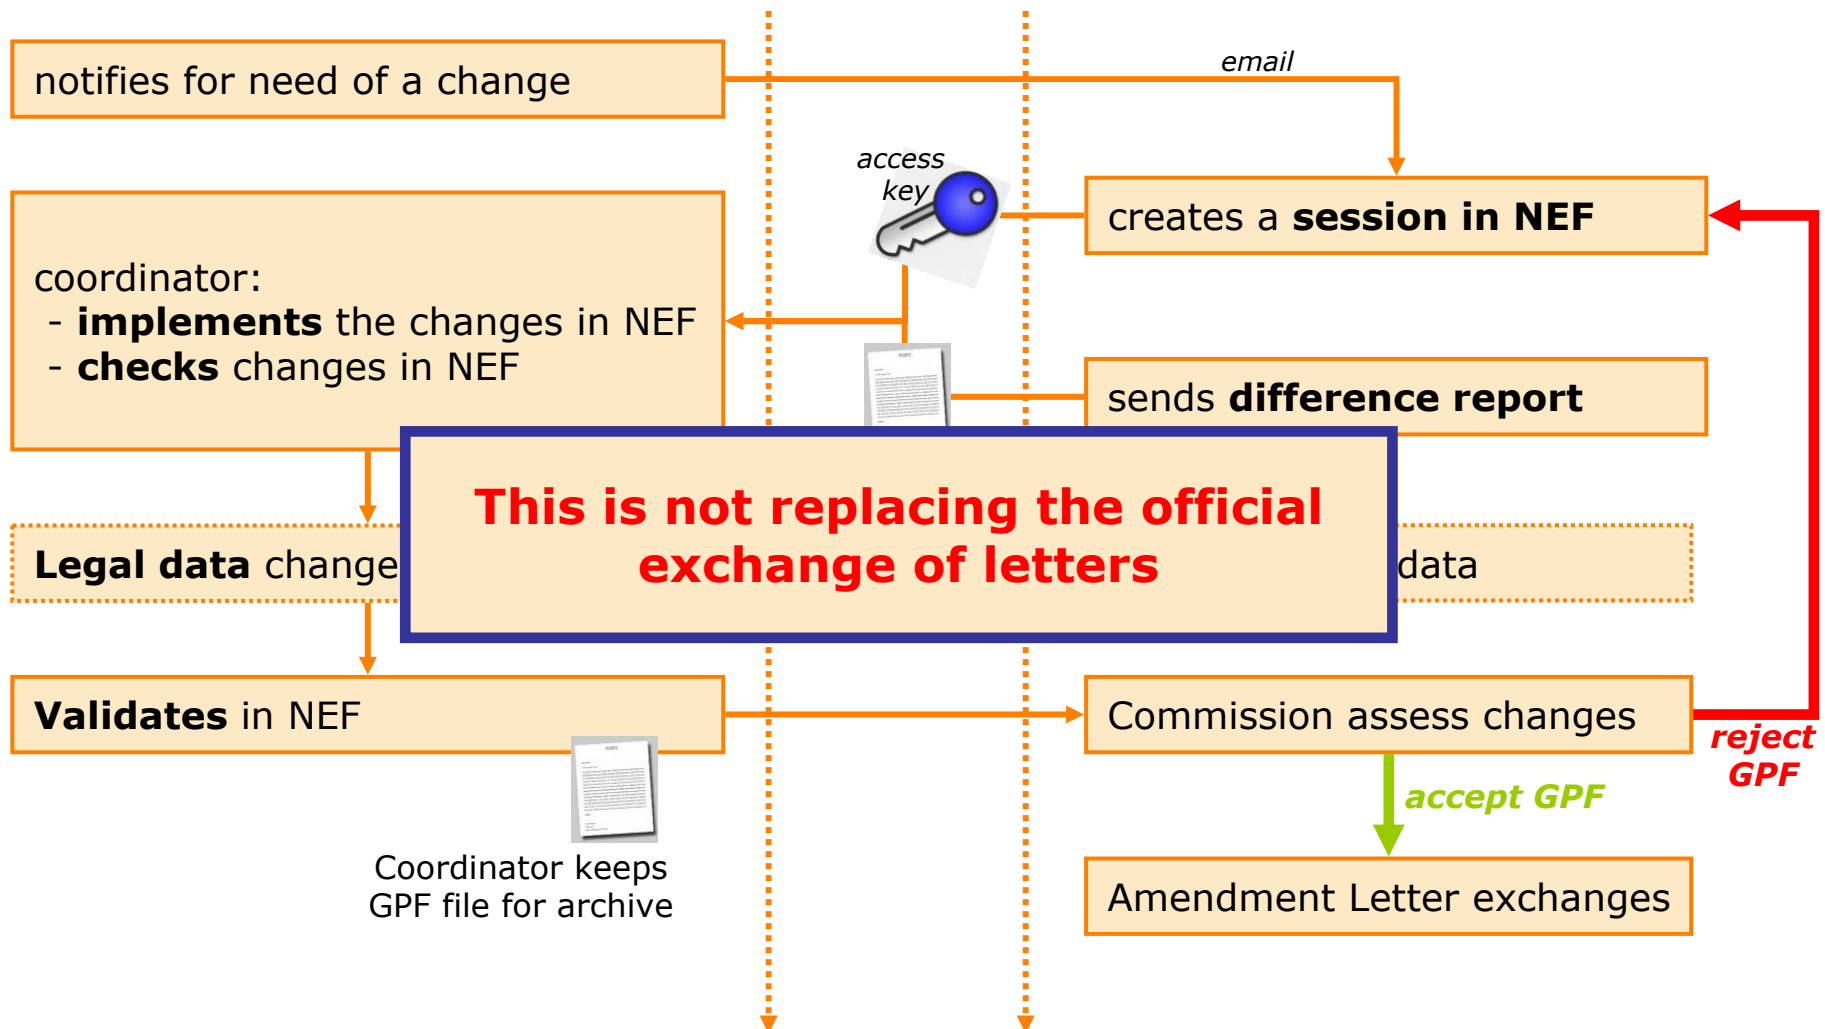 notifies for need of a change
email
access
key
creates a session in NEF
coordinator:
- implements the changes in NEF
- checks changes in NEF
sends difference report
This is not replacing the official
exchange of letters
Legal data change
data
Validates in NEF
Commission assess changes
reject
GPF
accept GPF
Coordinator keeps
GPF file for archive
Amendment Letter exchanges